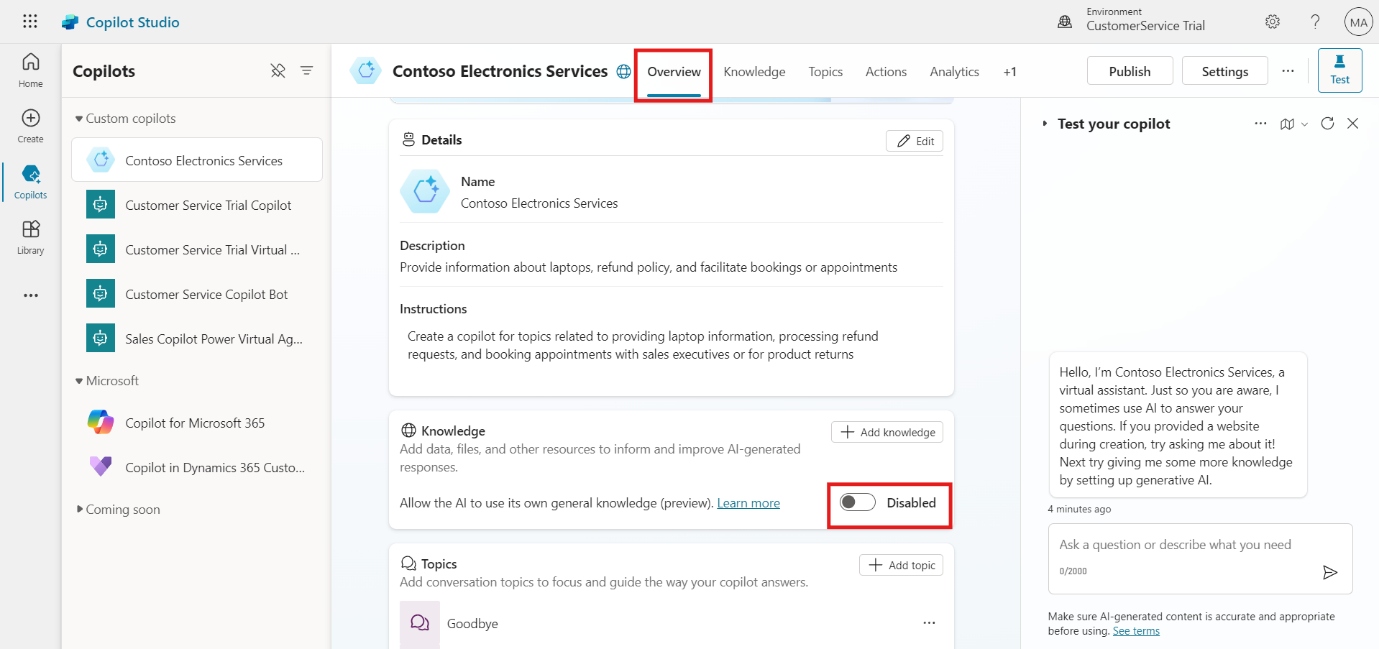 Copilot Studio
Environment
CustomerService Trial
MA
Home
Create
Copilots
Library
Copilots
Custom copilots
Contoso Electronics Services
Customer Service Trial Copilot
Customer Service Trial Virtual ...
Customer Service Copilot Bot
Sales Copilot Power Virtual Ag...
Microsoft
Copilot for Microsoft 365
Copilot in Dynamics 365 Custo...
Coming soon
Contoso Electronics Services
Overview
Knowledge
Topics
Actions
Analytics
+1
Publish
Settings
Test
Details
Edit
Name
Contoso Electronics Services
Description
Provide information about laptops, refund policy, and facilitate bookings or appointments
Instructions
Create a copilot for topics related to providing laptop information, processing refund
requests, and booking appointments with sales executives or for product returns
Knowledge
Add knowledge
Add data, files, and other resources to inform and improve AI-generated
responses.
Allow the AI to use its own general knowledge (preview). Learn more
Disabled
Topics
Add topic
Add conversation topics to focus and guide the way your copilot answers.
Goodbye
Test your copilot
Hello, I'm Contoso Electronics Services, a
virtual assistant. Just so you are aware, I
sometimes use AI to answer your
questions. If you provided a website
during creation, try asking me about it!
Next try giving me some more knowledge
by setting up generative AI.
4 minutes ago
Ask a question or describe what you need
0/2000
Make sure AI-generated content is accurate and appropriate
before using. See terms